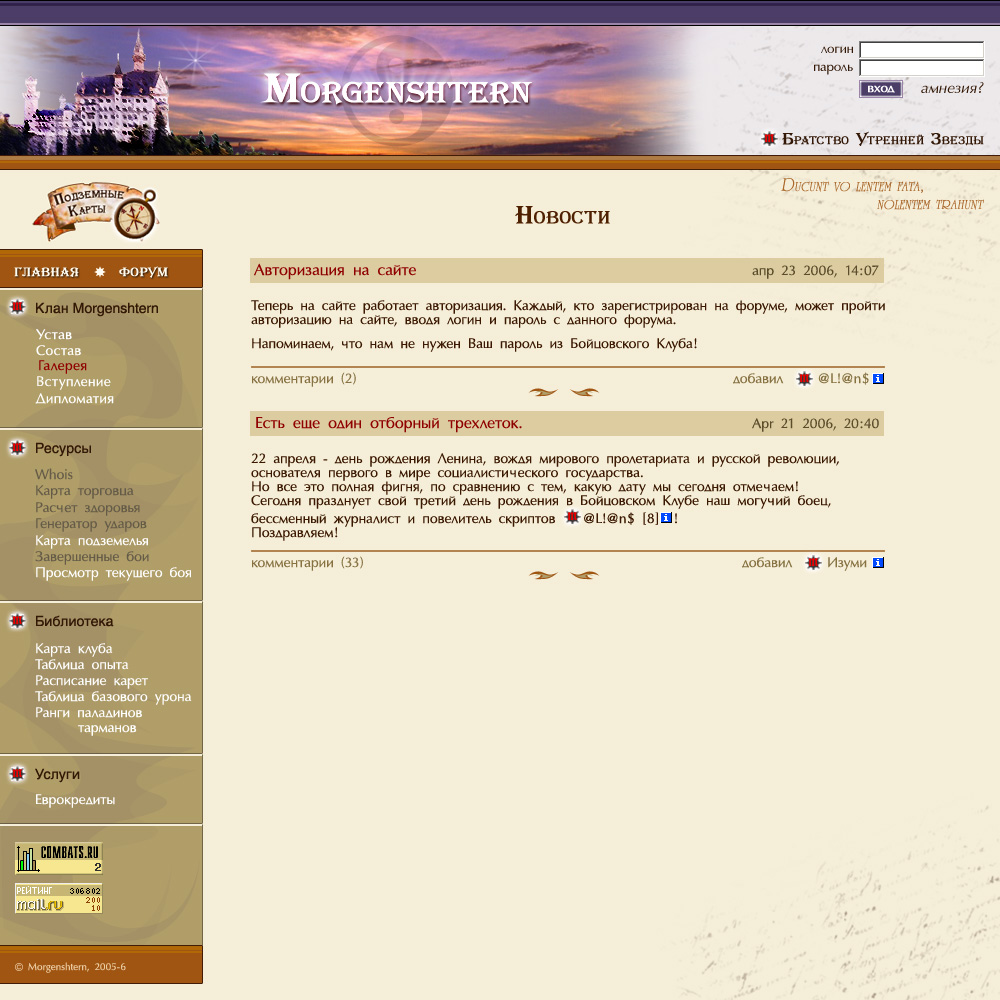 Morgenshtern
логин
пароль
вход
амнезия?
Братство Утренней Звезды
Подземные
Карты
Ducunt vo lentem fata,
nolentem trahunt
Новости
главная форум
Клан Morgenshtern
Устав
Состав
Галерея
Вступление
Дипломатия
Ресурсы
Whois
Карта торговца
Расчет здоровья
Генератор ударов
Карта подземелья
Завершенные бои
Просмотр текущего боя
Библиотека
Карта клуба
Таблица опыта
Расписание карет
Таблица базового урона
Ранги паладинов
тарманов
Услуги
Еврокредиты
COMBATS.RU
2
РЕЙТИНГ 306802
mail.ru 200
10
© Morgenshtern, 2005-6
Авторизация на сайте апр 23 2006, 14:07
Теперь на сайте работает авторизация. Каждый, кто зарегистрирован на форуме, может пройти
авторизацию на сайте, вводя логин и пароль с данного форума.
Напоминаем, что нам не нужен Ваш пароль из Бойцовского Клуба!
комментарии (2) добавил @L!@n$ i
Есть еще один отборный трехлеток. Apr 21 2006, 20:40
22 апреля - день рождения Ленина, вождя мирового пролетариата и русской революции,
основателя первого в мире социалистического государства.
Но все это полная фигня, по сравнению с тем, какую дату мы сегодня отмечаем!
Сегодня празднует свой третий день рождения в Бойцовском Клубе наш могучий боец,
бессменный журналист и повелитель скриптов @L!@n$ [8] i !
Поздравляем!
комментарии (33) добавил Изуми i